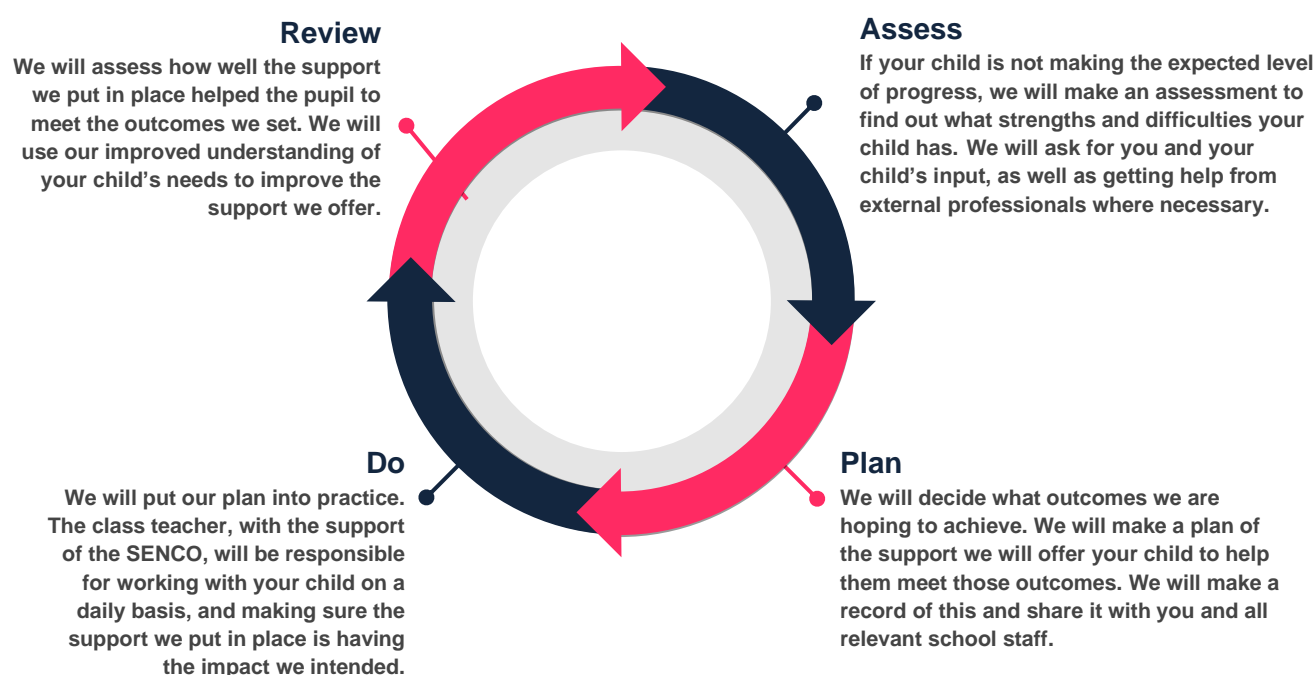 Review
We will assess how well the support
we put in place helped the pupil to
meet the outcomes we set. We will
use our improved understanding of
your child’s needs to improve the
support we offer.
Assess
If your child is not making the expected level
of progress, we will make an assessment to
find out what strengths and difficulties your
child has. We will ask for you and your
child’s input, as well as getting help from
external professionals where necessary.
Do
We will put our plan into practice.
The class teacher, with the support
of the SENCO, will be responsible
for working with your child on a
daily basis, and making sure the
support we put in place is having
the impact we intended.
Plan
We will decide what outcomes we are
hoping to achieve. We will make a plan of
the support we will offer your child to help
them meet those outcomes. We will make a
record of this and share it with you and all
relevant school staff.